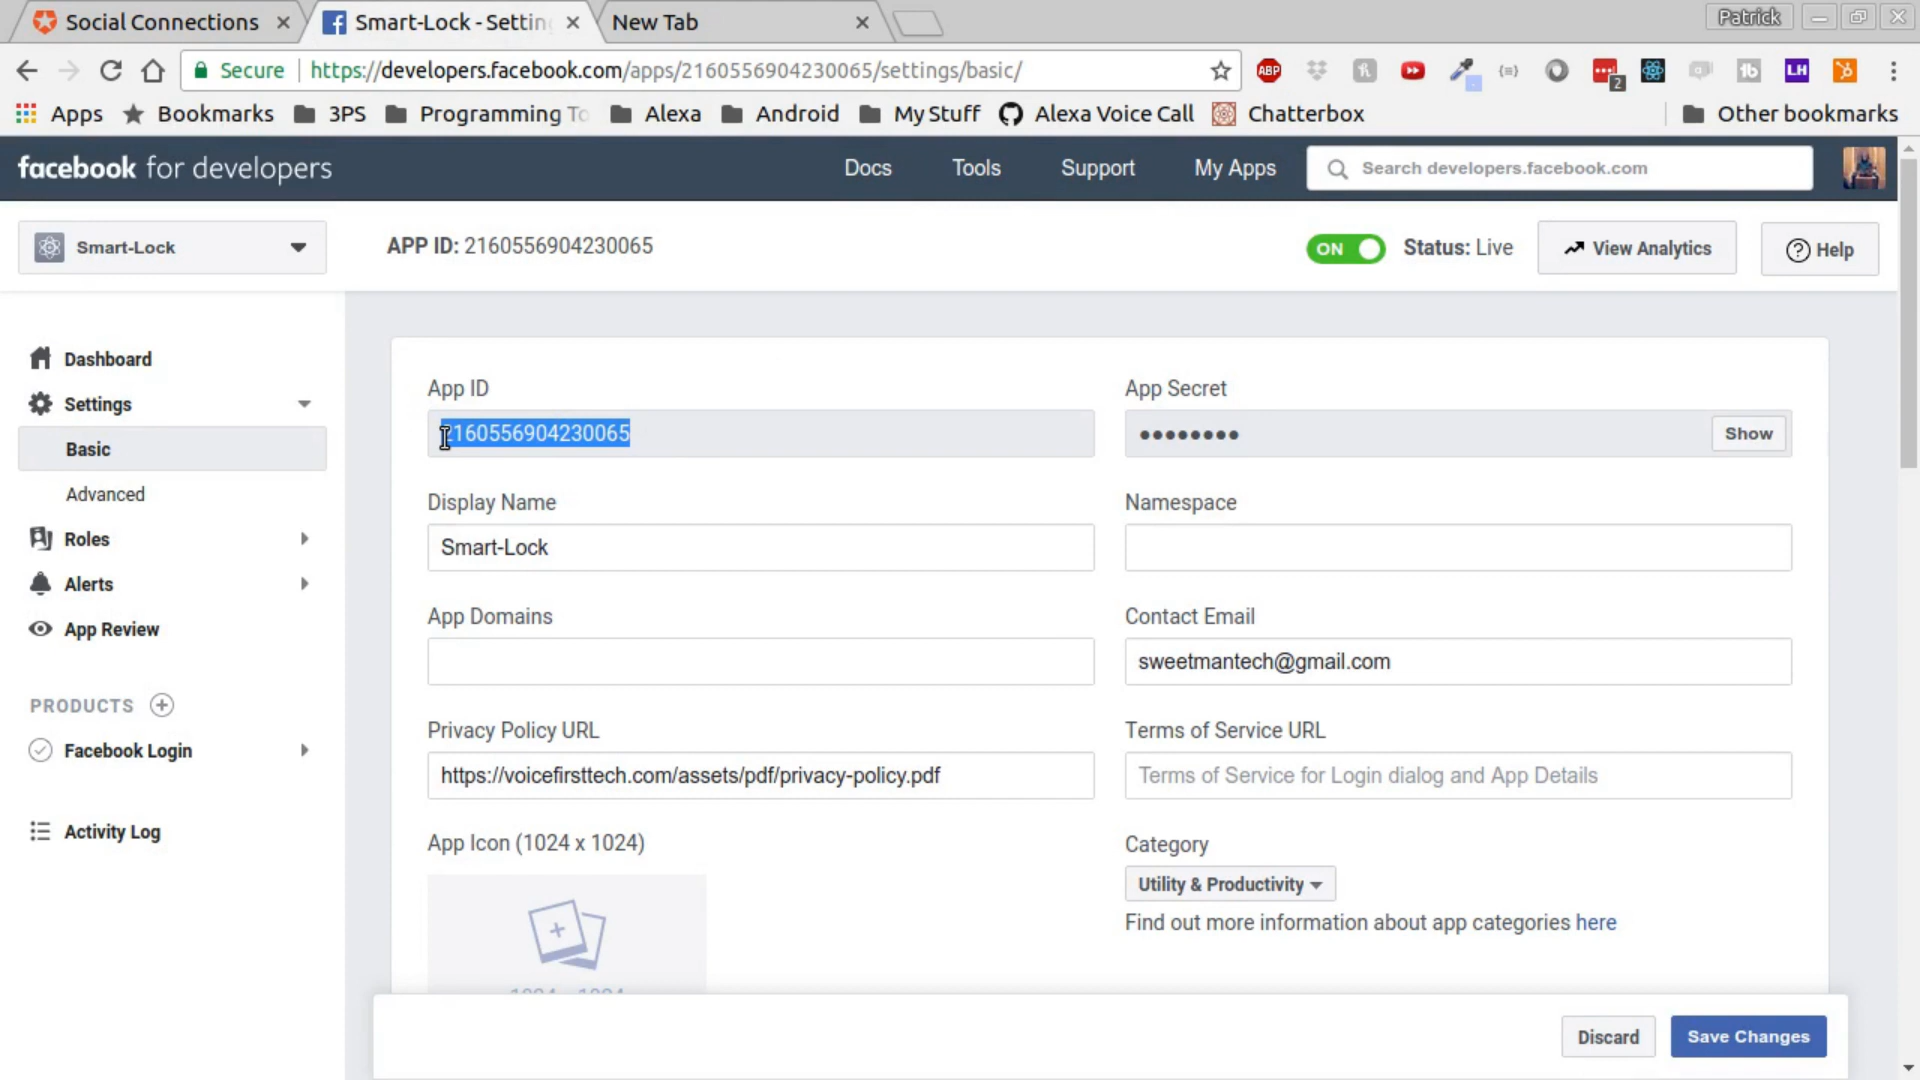 Social Connections
Smart-Lock - Settin
New Tab
Patrick
Secure https://developers.facebook.com/apps/2160556904230065/settings/basic/
ABP
2
LH
Apps
Bookmarks
3PS
Programming To
Alexa
Android
My Stuff
Alexa Voice Call
Chatterbox
Other bookmarks
facebook for developers
Docs
Tools
Support
My Apps
Search developers.facebook.com
Smart-Lock
APP ID: 2160556904230065
ON
Status: Live
View Analytics
Help
Dashboard
Settings
Basic
Advanced
Roles
Alerts
App Review
PRODUCTS
Facebook Login
Activity Log
App ID
2160556904230065
App Secret
••••••••
Show
Display Name
Smart-Lock
Namespace
App Domains
Contact Email
sweetmantech@gmail.com
Privacy Policy URL
https://voicefirsttech.com/assets/pdf/privacy-policy.pdf
Terms of Service URL
Terms of Service for Login dialog and App Details
App Icon (1024 x 1024)
Category
Utility & Productivity
Find out more information about app categories here
Discard
Save Changes